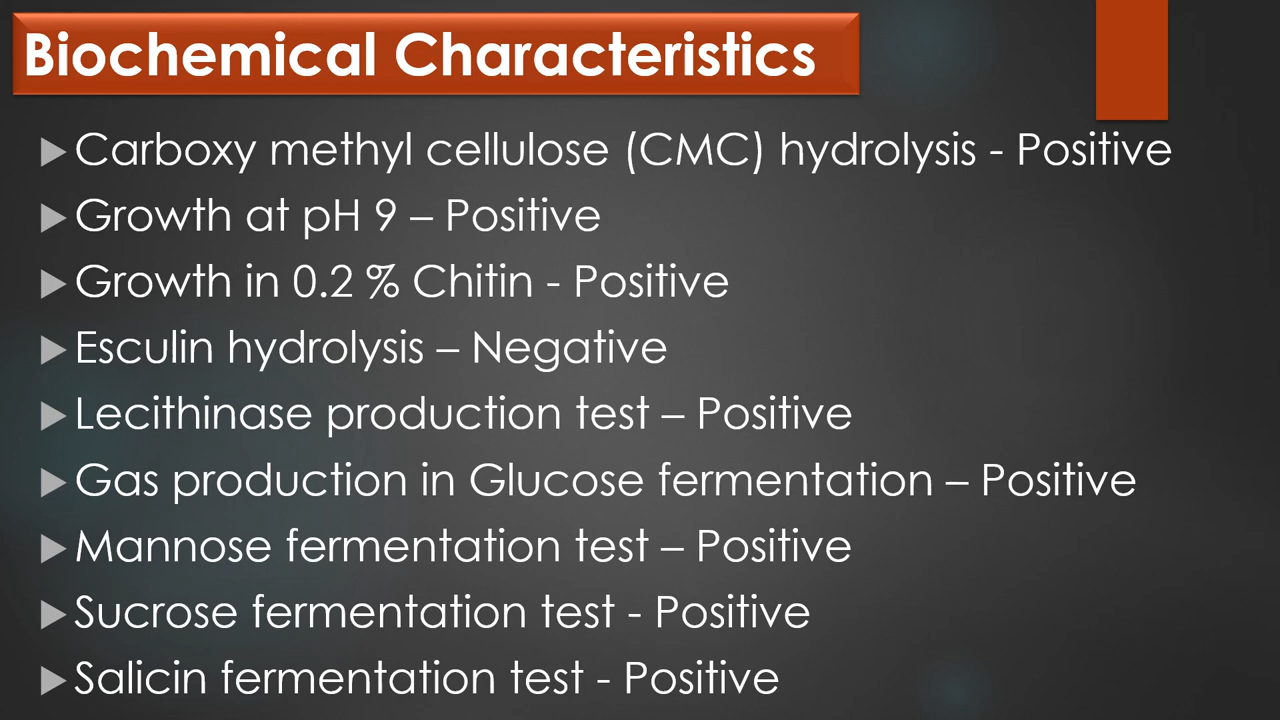 Biochemical Characteristics
Carboxy methyl cellulose (CMC) hydrolysis - Positive
Growth at pH 9 – Positive
Growth in 0.2 % Chitin - Positive
Esculin hydrolysis – Negative
Lecithinase production test – Positive
Gas production in Glucose fermentation – Positive
Mannose fermentation test – Positive
Sucrose fermentation test - Positive
Salicin fermentation test - Positive